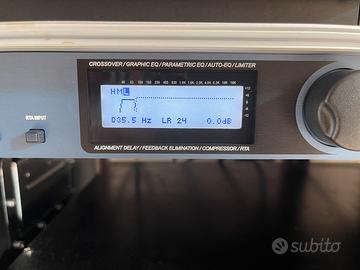 CROSSOVER / GRAPHIC EQ / PARAMETRIC EQ / AUTO-EQ / LIMITER
HML
D35.5 Hz LR 24 0.0dB
RTA INPUT
ALIGNMENT DELAY / FEEDBACK ELIMINATION / COMPRESSOR / RTA
subito